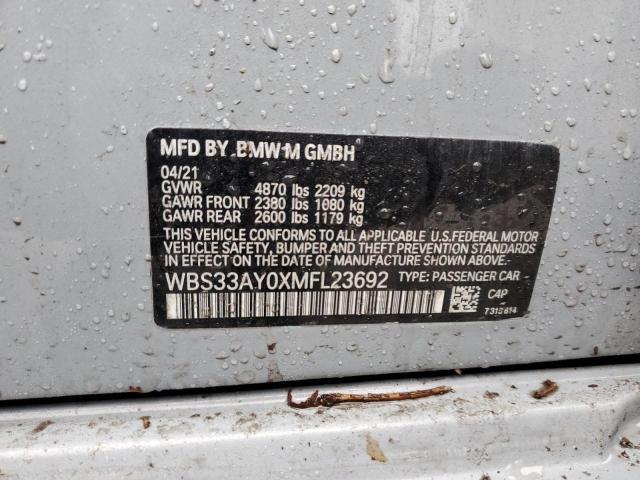 MFD BY BMW M GMBH
04/21
GVWR 4870 lbs 2209 kg
GAWR FRONT 2380 lbs 1080 kg
GAWR REAR 2600 lbs 1179 kg
THIS VEHICLE CONFORMS TO ALL APPLICABLE U.S.FEDERAL MOTOR
VEHICLE SAFETY, BUMPER AND THEFT PREVENTION STANDARDS
IN EFFECT ON THE DATE OF MANUFACTURE SHOWN ABOVE.
WBS33AY0XMFL23692 TYPE: PASSENGER CAR
C4P